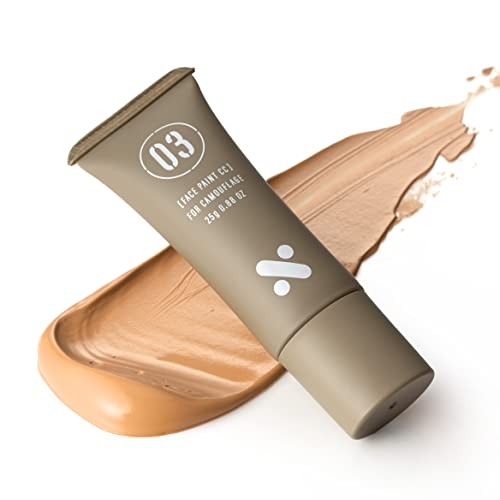 03
[FACE PAINT CC]
FOR CAMOUFLAGE
25g 0.88 OZ